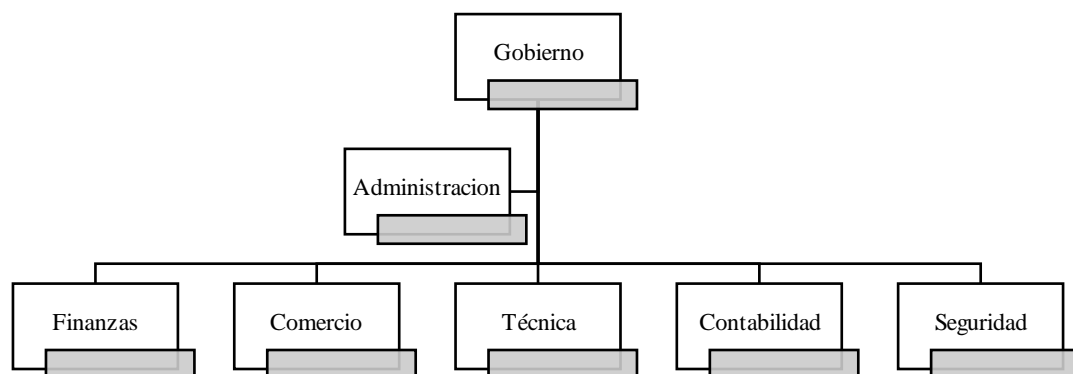 Gobierno
Administracion
Finanzas
Comercio
Técnica
Contabilidad
Seguridad